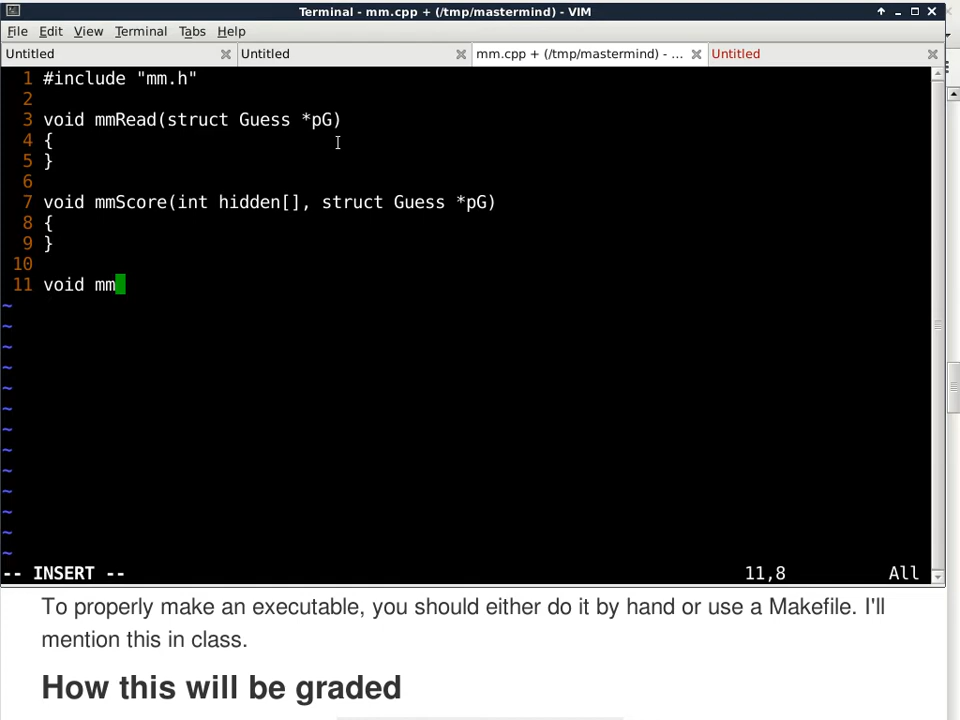 Terminal - mm.cpp + (/tmp/mastermind) - VIM
File Edit View Terminal Tabs Help
Untitled Untitled mm.cpp + (/tmp/mastermind) - ... Untitled
1 #include "mm.h"
2
3 void mmRead(struct Guess *pG)
4 {
5 }
6
7 void mmScore(int hidden[], struct Guess *pG)
8 {
9 }
10
11 void mm
~
~
~
~
~
~
~
~
~
~
~
~
~
-- INSERT -- 11,8 All
To properly make an executable, you should either do it by hand or use a Makefile. I'll
mention this in class.
How this will be graded